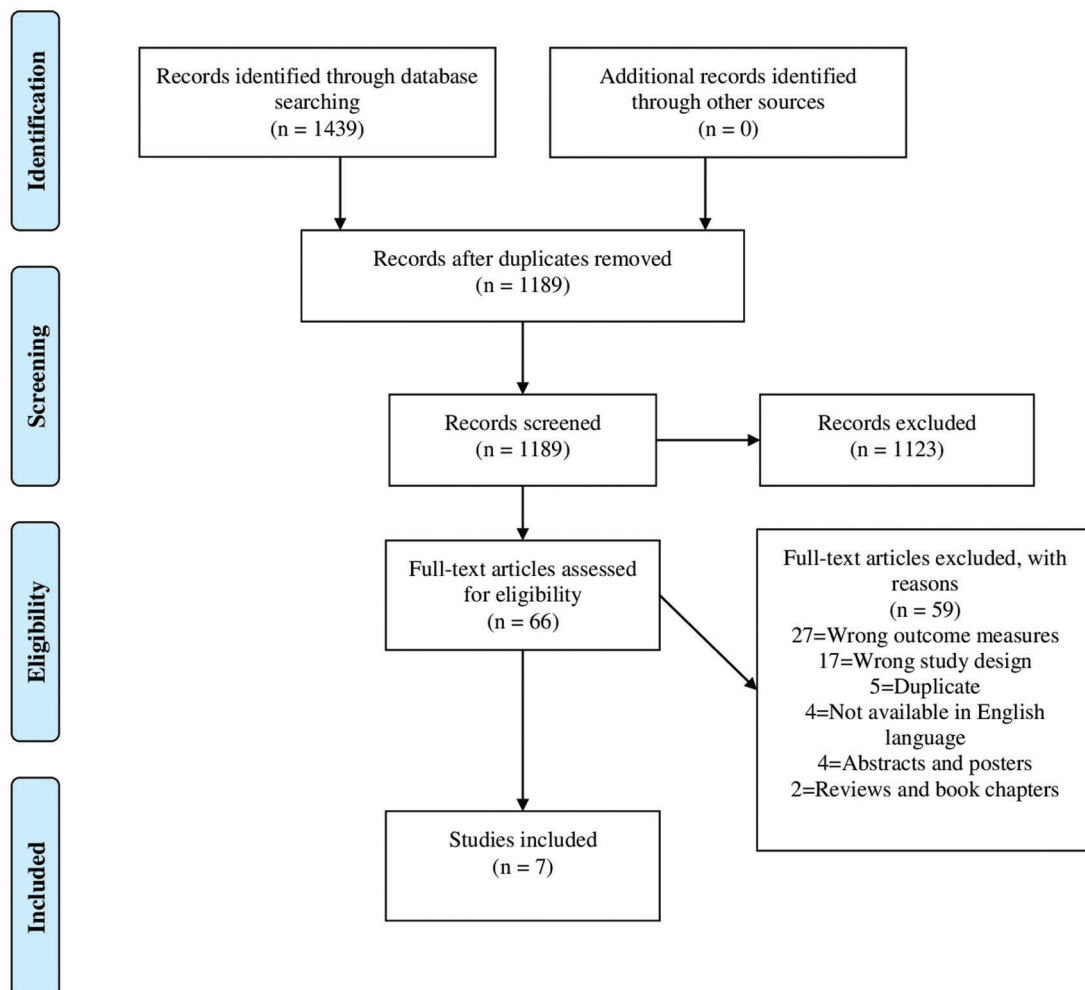 Identification
Records identified through database
searching
(n = 1439)
Additional records identified
through other sources
(n = 0)
Records after duplicates removed
(n = 1189)
Screening
Records screened
(n = 1189)
Records excluded
(n = 1123)
Eligibility
Full-text articles assessed
for eligibility
(n = 66)
Full-text articles excluded, with
reasons
(n = 59)
27=Wrong outcome measures
17=Wrong study design
5=Duplicate
4=Not available in English
language
4=Abstracts and posters
2=Reviews and book chapters
Included
Studies included
(n = 7)